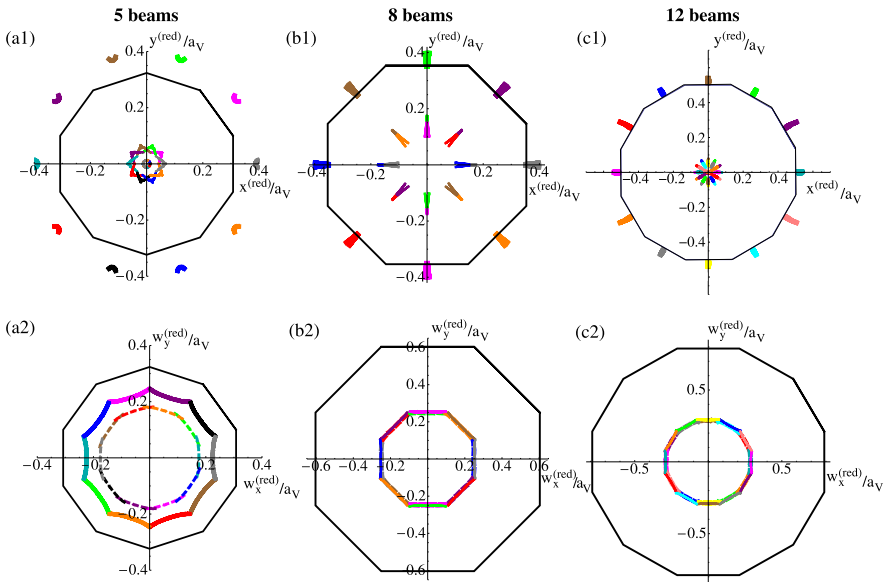 5 beams
8 beams
12 beams
(a1)
y(red)/aV
0.4
0.2
−0.4
−0.2
0.2
0.4
x(red)/aV
−0.2
−0.4
(b1)
y(red)/aV
0.4
0.2
−0.4
−0.2
0.2
0.4
x(red)/aV
−0.2
−0.4
(c1)
y(red)/aV
0.4
0.2
−0.4
−0.2
0.2
0.4
x(red)/aV
−0.2
−0.4
(a2)
wy(red)/aV
0.4
0.2
−0.4
−0.2
0.2
0.4
wx(red)/aV
−0.2
−0.4
(b2)
wy(red)/aV
0.6
0.4
0.2
−0.6
−0.4
−0.2
0.2
0.4
0.6
wx(red)/aV
−0.2
−0.4
−0.6
(c2)
wy(red)/aV
0.5
−0.5
0.5
wx(red)/aV
−0.5